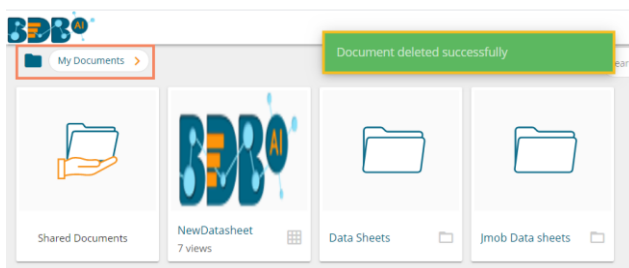 BDB AI
My Documents >
Document deleted successfully
ear
BDB AI
Shared Documents
NewDatasheet
7 views
Data Sheets
Jmob Data sheets